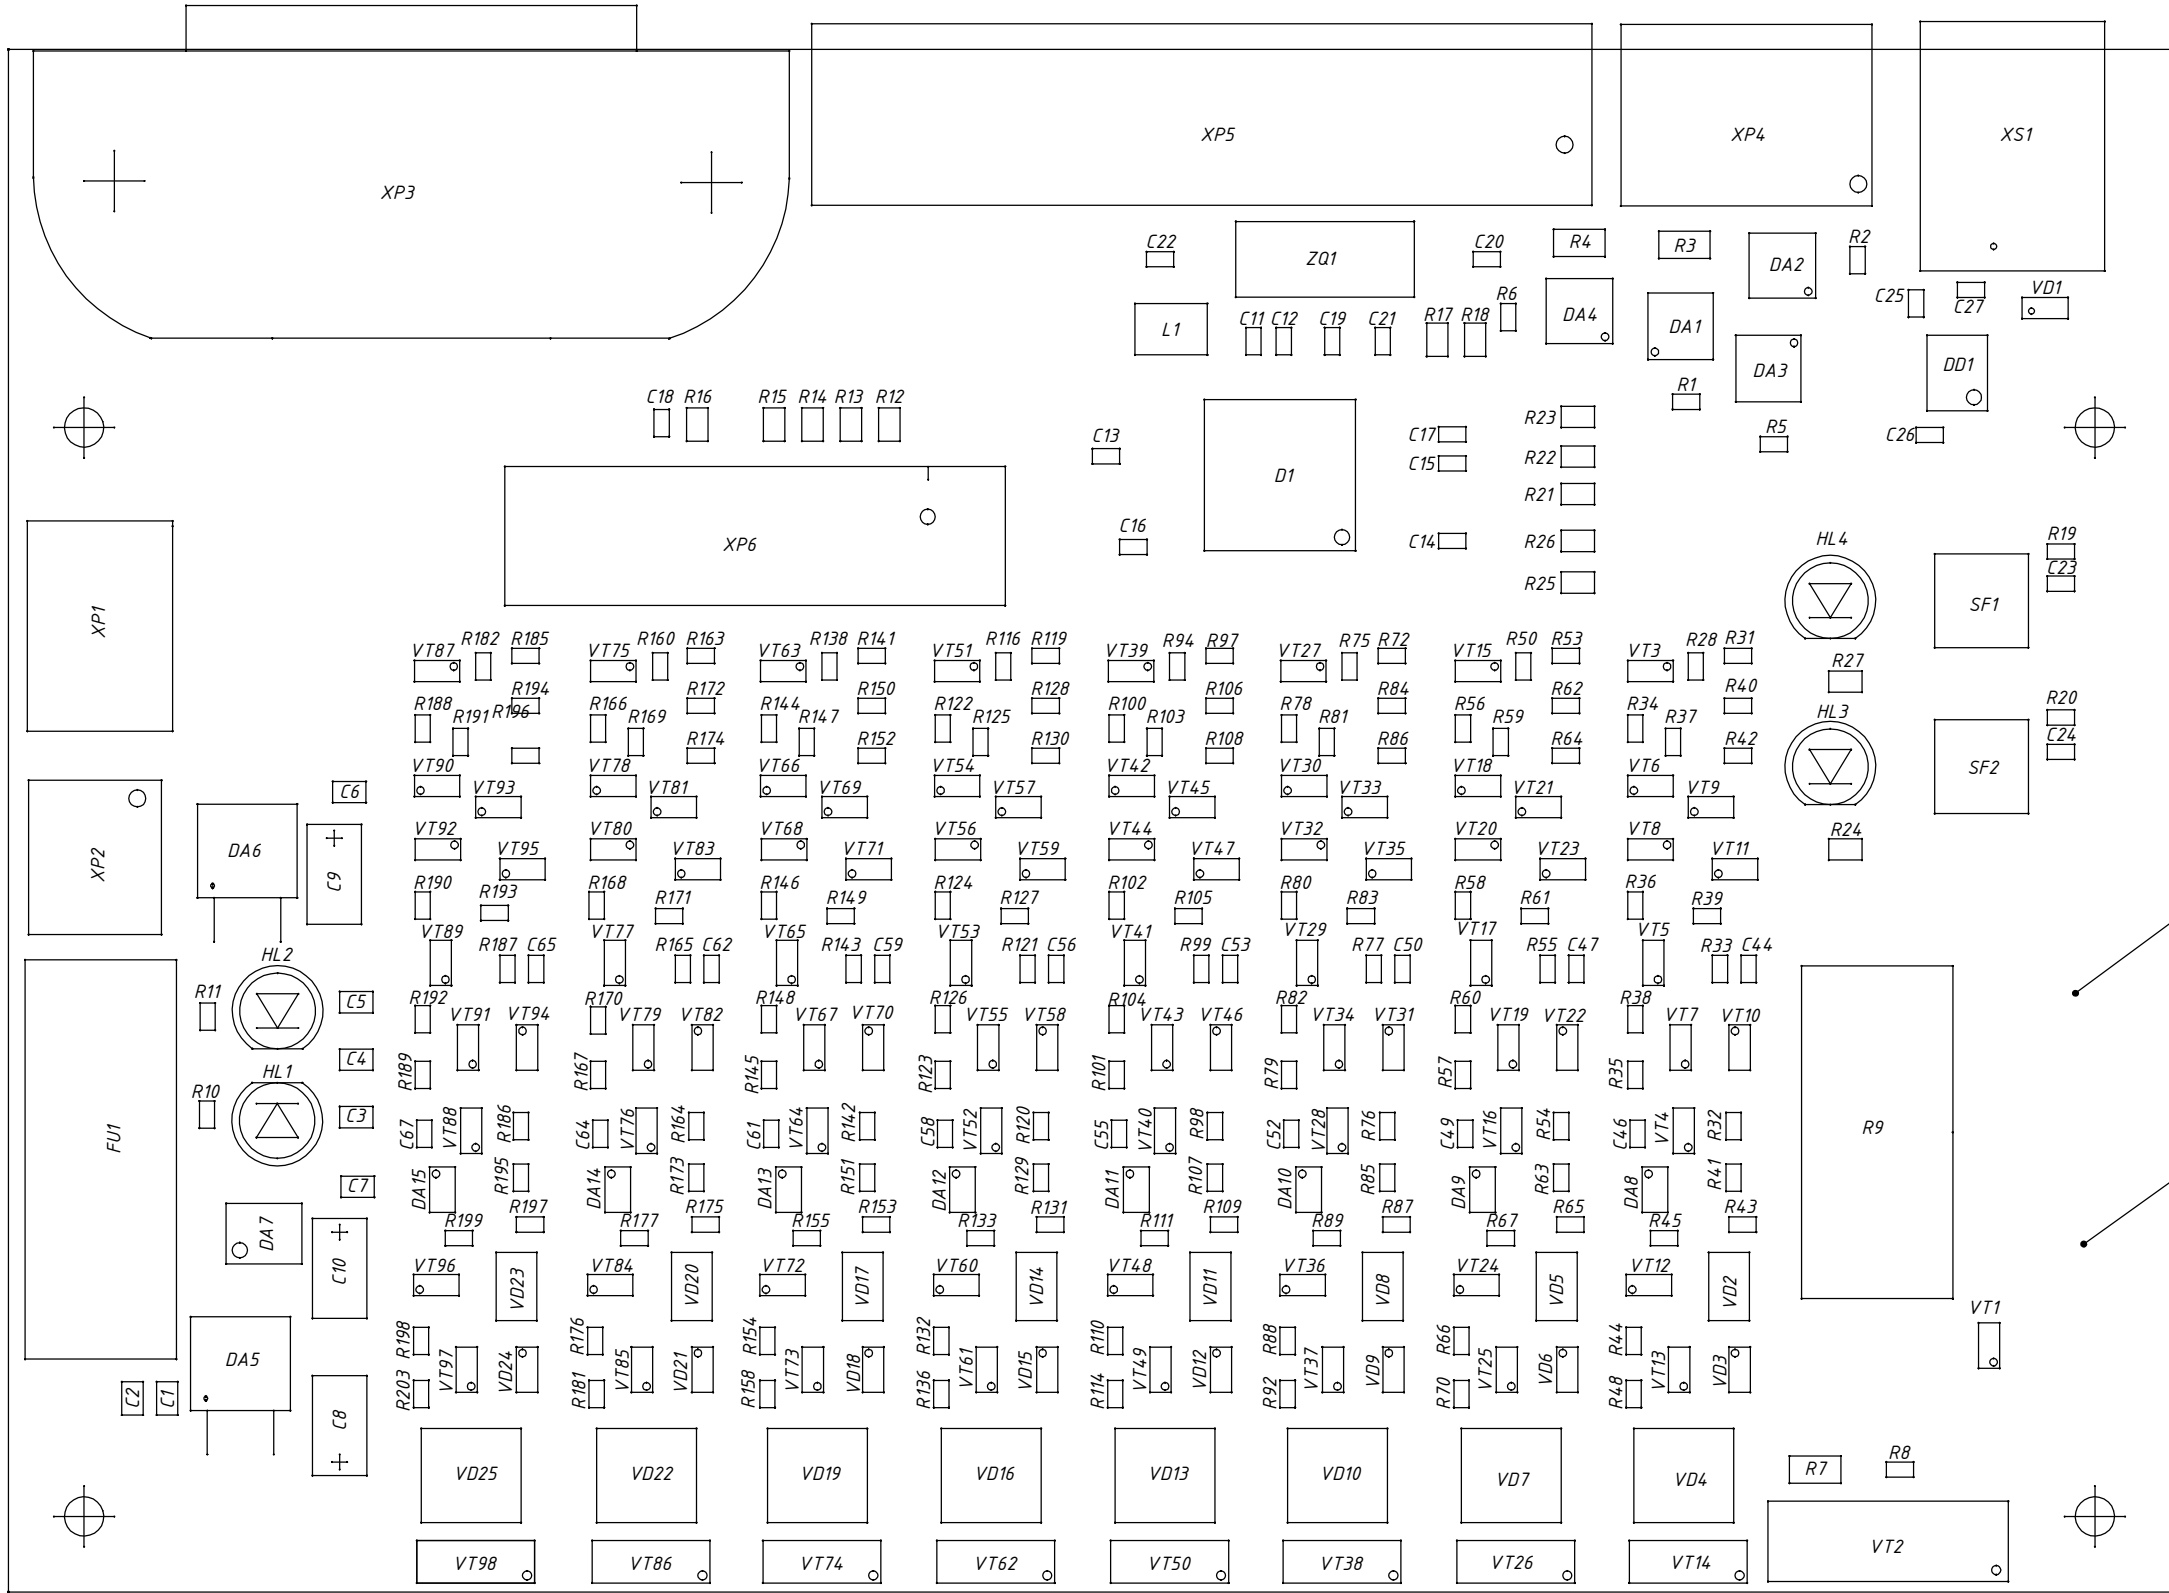 XP3 XP5 XP4 XS1
C22 ZQ1 C20 R4 R3 DA2 R2
L1 C11 C12 C19 C21 R17 R18 R6 DA4 DA1 C25 C27 VD1
C18 R16 R15 R14 R13 R12 R1 DA3 DD1
C13 C17 R23 R5 C26
XP6 D1 C15 R22
R21
C16 C14 R26 HL4 R19
XP1 R25 SF1 C23
VT87 R182 R185 VT75 R160 R163 VT63 R138 R141 VT51 R116 R119 VT39 R94 R97 VT27 R75 R72 VT15 R50 R53 VT3 R28 R31 R27
R188 R191 R194 R166 R169 R172 R144 R147 R150 R122 R125 R128 R100 R103 R106 R78 R81 R84 R56 R59 R62 R34 R37 R40 HL3 R20
R196 R174 R152 R130 R108 R86 R64 R42 C24
C6 VT90 VT93 VT78 VT81 VT66 VT69 VT54 VT57 VT42 VT45 VT30 VT33 VT18 VT21 VT6 VT9 SF2
XP2 DA6 C9 VT92 VT95 VT80 VT83 VT68 VT71 VT56 VT59 VT44 VT47 VT32 VT35 VT20 VT23 VT8 VT11 R24
R190 R193 R168 R171 R146 R149 R124 R127 R102 R105 R80 R83 R58 R61 R36 R39
HL2 VT89 R187 C65 VT77 R165 C62 VT65 R143 C59 VT53 R121 C56 VT41 R99 C53 VT29 R77 C50 VT17 R55 C47 VT5 R33 C44
R11 C5 R192 VT91 VT94 R170 VT79 VT82 R148 VT67 VT70 R126 VT55 VT58 R104 VT43 VT46 R82 VT34 VT31 R60 VT19 VT22 R38 VT7 VT10
HL1 C4 R189 R167 R145 R123 R101 R79 R57 R35
FU1 R10 C3 C67 VT88 R186 C64 VT76 R164 C61 VT64 R142 C58 VT52 R120 C55 VT40 R98 C52 VT28 R76 C49 VT16 R54 C46 VT4 R32 R9
C7 DA15 R195 DA14 R173 DA13 R151 DA12 R129 DA11 R107 DA10 R85 DA9 R63 DA8 R41
DA7 R199 R197 R177 R175 R155 R153 R133 R131 R111 R109 R89 R87 R67 R65 R45 R43
C10 VT96 VD23 VT84 VD20 VT72 VD17 VT60 VD14 VT48 VD11 VT36 VD8 VT24 VD5 VT12 VD2
DA5 R198 R176 R154 R132 R110 R88 R66 R44 VT1
C2 C1 C8 R203 VT97 VD24 R181 VT85 VD21 R158 VT73 VD18 R136 VT61 VD15 R114 VT49 VD12 R92 VT37 VD9 R70 VT25 VD6 R48 VT13 VD3
VD25 VD22 VD19 VD16 VD13 VD10 VD7 VD4 R7 R8
VT98 VT86 VT74 VT62 VT50 VT38 VT26 VT14 VT2